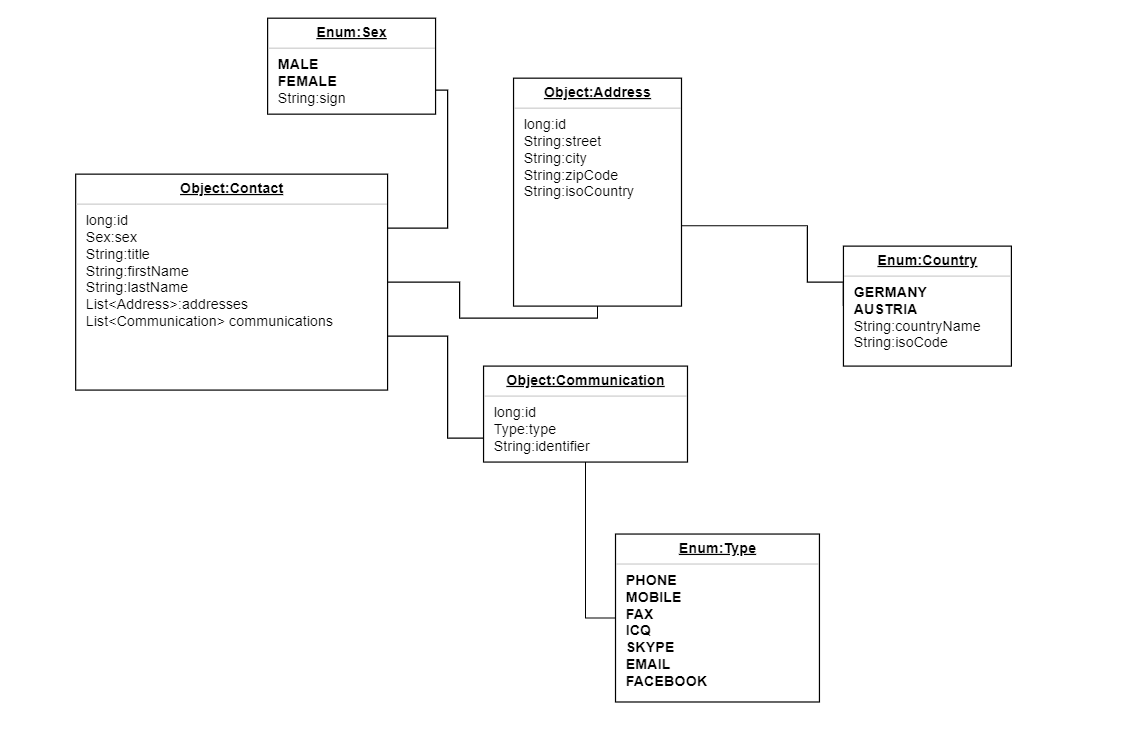 Enum:Sex
MALE
FEMALE
String:sign
Object:Address
long:id
String:street
String:city
String:zipCode
String:isoCountry
Object:Contact
long:id
Sex:sex
String:title
String:firstName
String:lastName
List<Address>:addresses
List<Communication> communications
Enum:Country
GERMANY
AUSTRIA
String:countryName
String:isoCode
Object:Communication
long:id
Type:type
String:identifier
Enum:Type
PHONE
MOBILE
FAX
ICQ
SKYPE
EMAIL
FACEBOOK